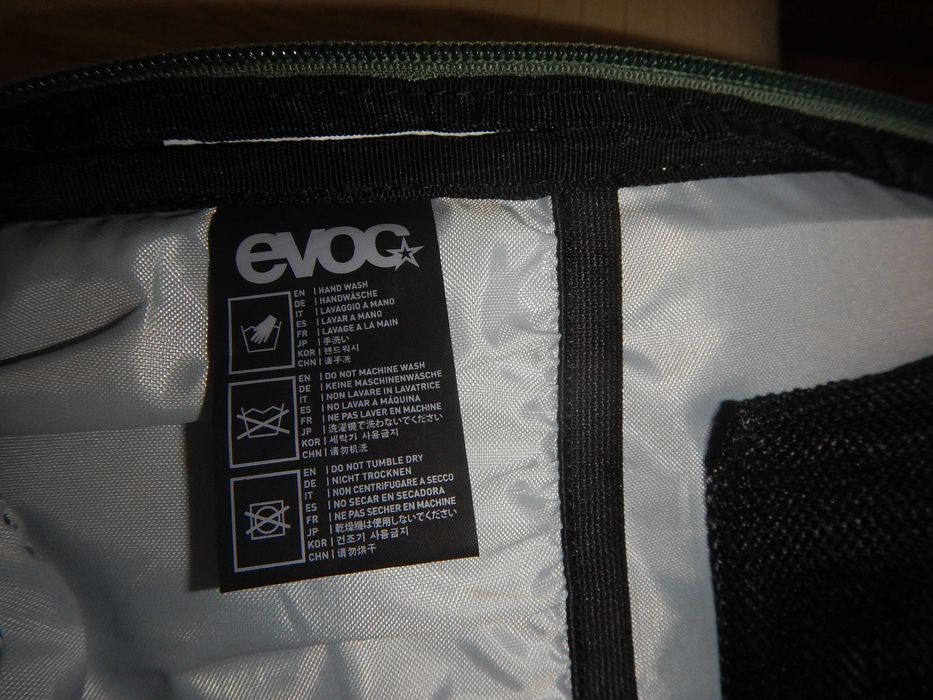 evoc
EN | HAND WASH
DE | HANDWÄSCHE
IT | LAVAGGIO A MANO
ES | LAVAR A MANO
FR | LAVAGE A LA MAIN
JP | 手洗い
KOR | 핸드워시
CHN | 请手洗
EN | DO NOT MACHINE WASH
DE | KEINE MASCHINENWÄSCHE
IT | NON LAVARE IN LAVATRICE
ES | NO LAVAR A MÁQUINA
FR | NE PAS LAVER EN MACHINE
JP | 洗濯機で洗わないでください
KOR | 세탁기 사용금지
CHN | 请勿机洗
EN | DO NOT TUMBLE DRY
DE | NICHT TROCKNEN
IT | NON CENTRIFUGARE A SECCO
ES | NO SECAR EN SECADORA
FR | NE PAS SECHER EN MACHINE
JP | 乾燥機は使用しないでください
KOR | 건조기 사용금지
CHN | 请勿烘干